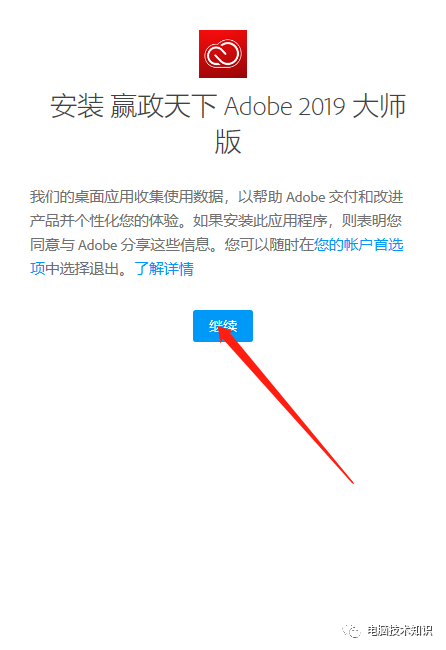 安装 赢政天下 Adobe 2019 大师
版
我们的桌面应用收集使用数据，以帮助 Adobe 交付和改进
产品并个性化您的体验。如果安装此应用程序，则表明您
同意与 Adobe 分享这些信息。您可以随时在您的帐户首选
项中选择退出。了解详情
继续
电脑技术知识